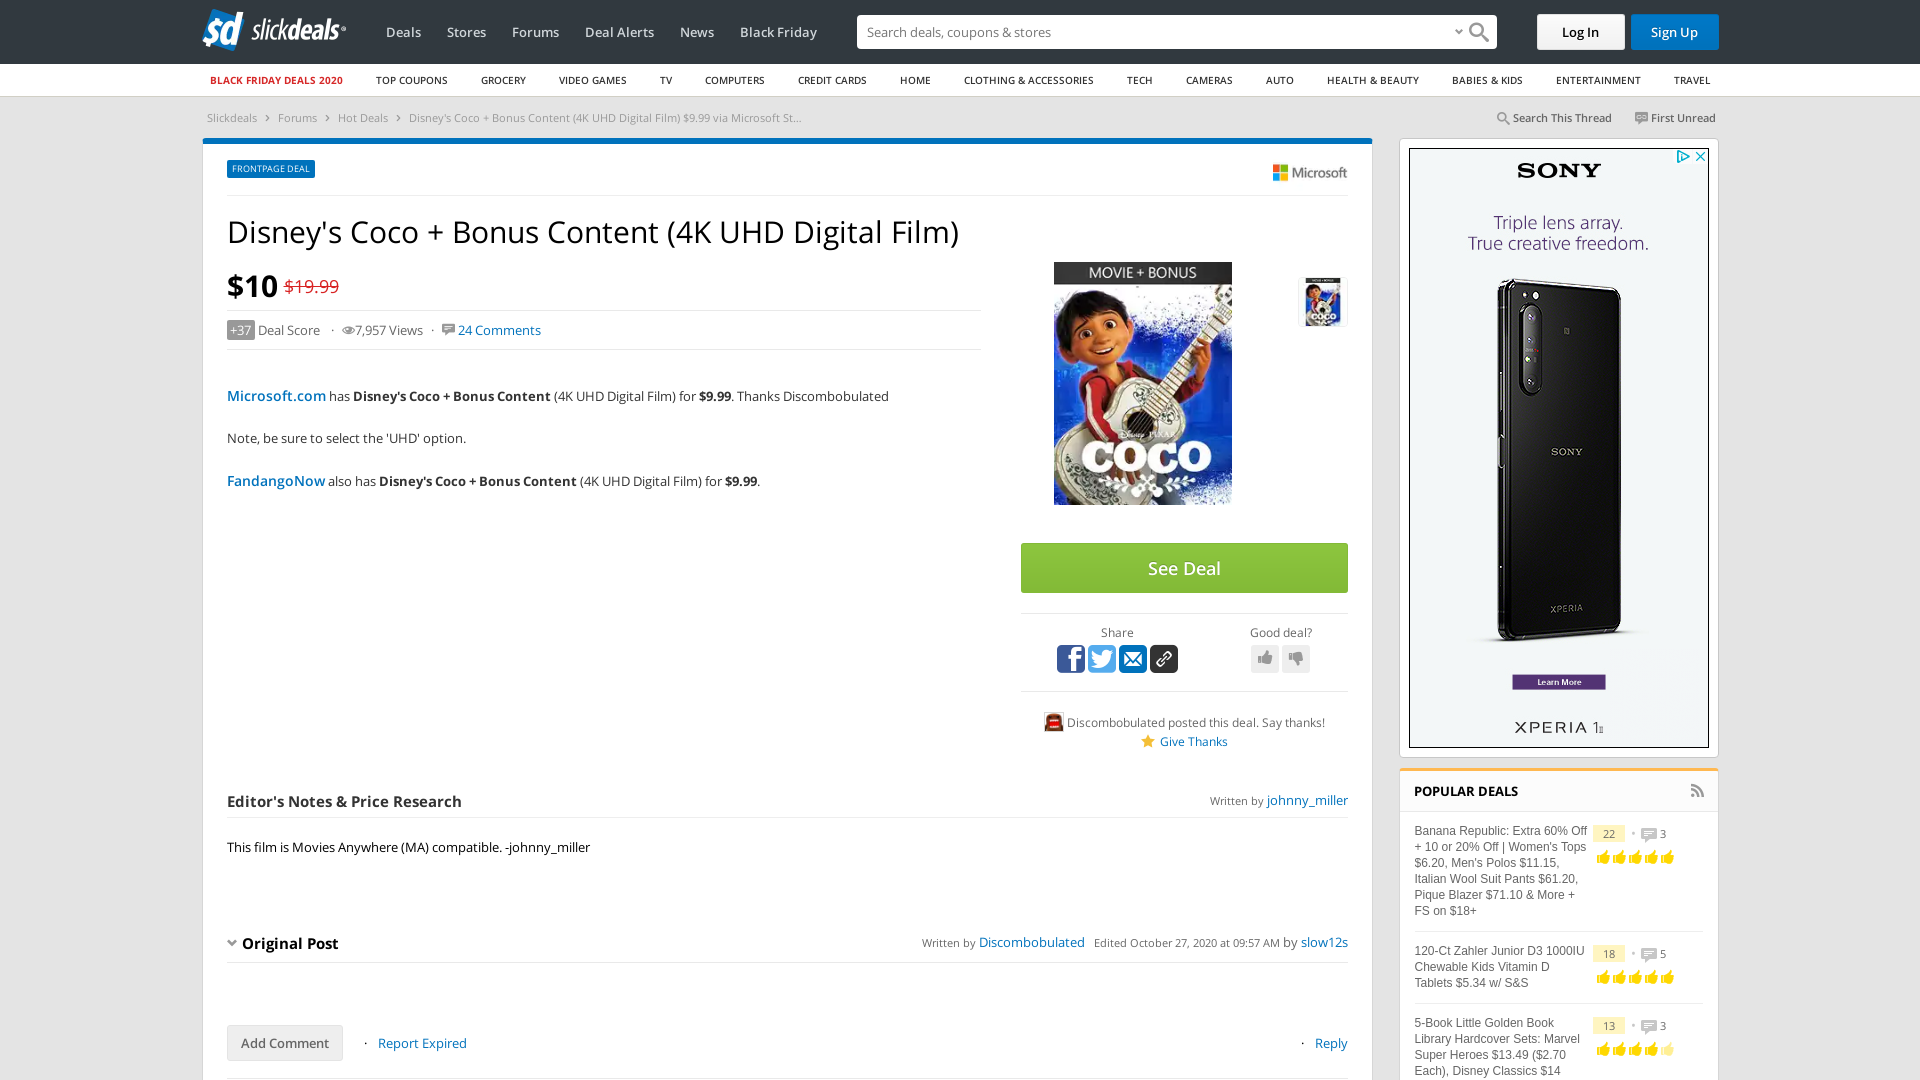 slickdeals
Deals
Stores
Forums
Deal Alerts
News
Black Friday
Search deals, coupons & stores
Log In
Sign Up
BLACK FRIDAY DEALS 2020
TOP COUPONS
GROCERY
VIDEO GAMES
TV
COMPUTERS
CREDIT CARDS
HOME
CLOTHING & ACCESSORIES
TECH
CAMERAS
AUTO
HEALTH & BEAUTY
BABIES & KIDS
ENTERTAINMENT
TRAVEL
Slickdeals › Forums › Hot Deals › Disney's Coco + Bonus Content (4K UHD Digital Film) $9.99 via Microsoft St...
Search This Thread
First Unread
FRONTPAGE DEAL
Microsoft
Disney's Coco + Bonus Content (4K UHD Digital Film)
$10 $19.99
+37 Deal Score · 7,957 Views · 24 Comments
Microsoft.com has Disney's Coco + Bonus Content (4K UHD Digital Film) for $9.99. Thanks Discombobulated
Note, be sure to select the 'UHD' option.
FandangoNow also has Disney's Coco + Bonus Content (4K UHD Digital Film) for $9.99.
MOVIE + BONUS
Disney PIXAR
COCO
See Deal
Share
Good deal?
Discombobulated posted this deal. Say thanks!
Give Thanks
Editor's Notes & Price Research
Written by johnny_miller
This film is Movies Anywhere (MA) compatible. -johnny_miller
Original Post
Written by Discombobulated Edited October 27, 2020 at 09:57 AM by slow12s
Add Comment
· Report Expired
· Reply
SONY
Triple lens array.
True creative freedom.
SONY
XPERIA
Learn More
XPERIA 1II
POPULAR DEALS
Banana Republic: Extra 60% Off
+ 10 or 20% Off | Women's Tops
$6.20, Men's Polos $11.15,
Italian Wool Suit Pants $61.20,
Pique Blazer $71.10 & More +
FS on $18+
22 • 3
120-Ct Zahler Junior D3 1000IU
Chewable Kids Vitamin D
Tablets $5.34 w/ S&S
18 • 5
5-Book Little Golden Book
Library Hardcover Sets: Marvel
Super Heroes $13.49 ($2.70
Each), Disney Classics $14
13 • 3